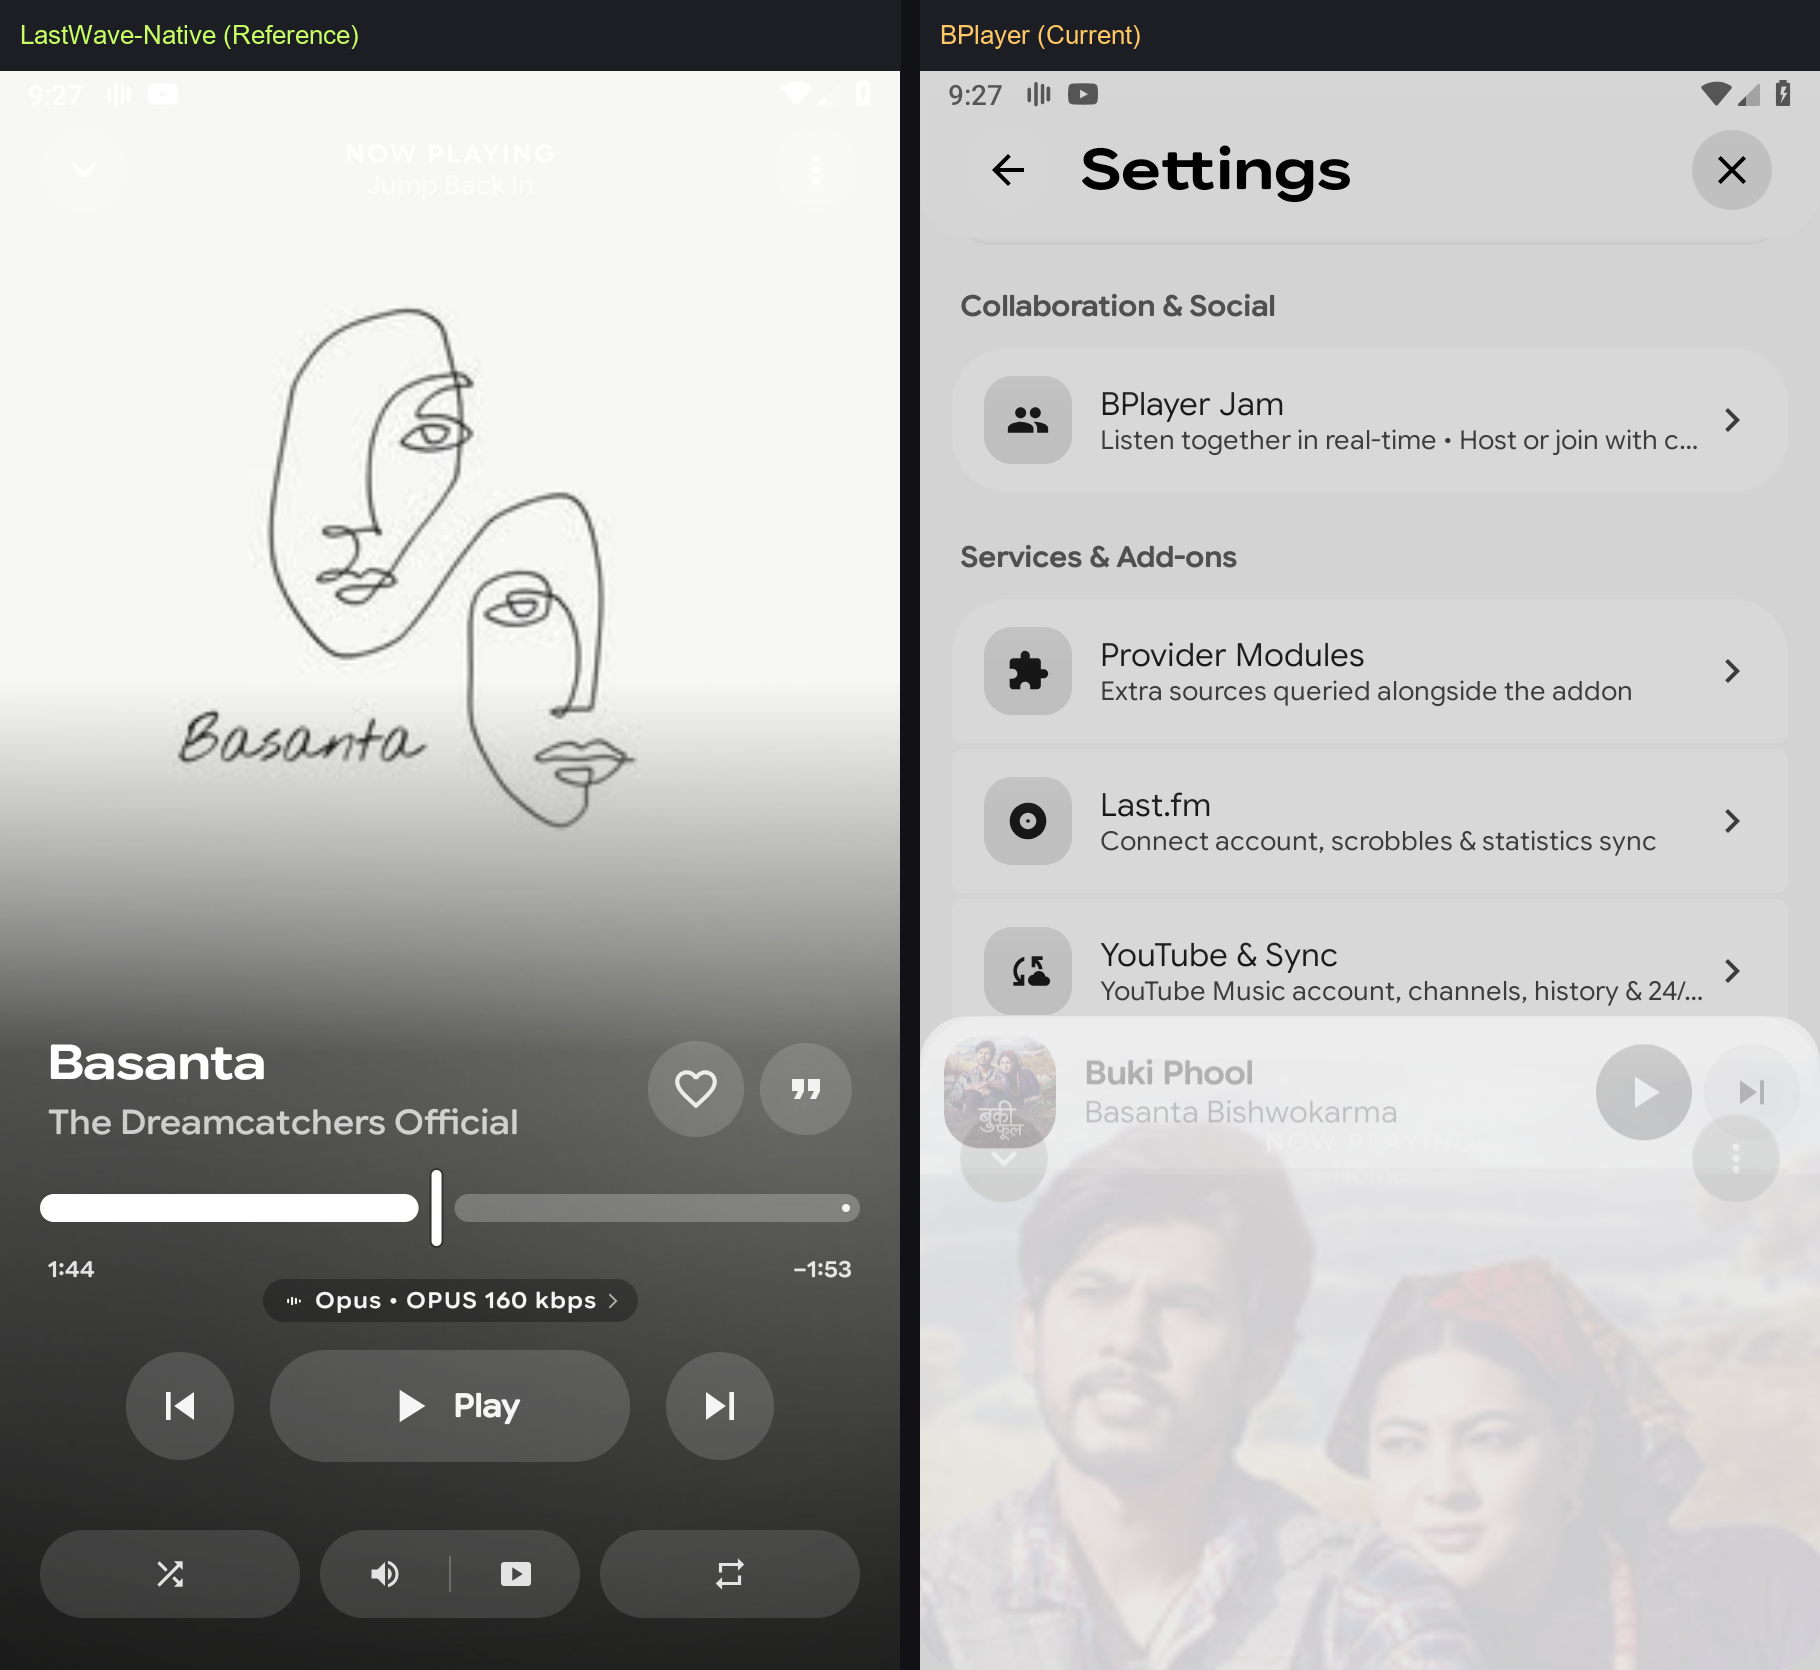 LastWave-Native (Reference)
9:27
NOW PLAYING
Jump Back In
Basanta
Basanta
The Dreamcatchers Official
1:44
−1:53
Opus • OPUS 160 kbps
Play
BPlayer (Current)
9:27
Settings
Collaboration & Social
BPlayer Jam
Listen together in real-time • Host or join with c...
Services & Add-ons
Provider Modules
Extra sources queried alongside the addon
Last.fm
Connect account, scrobbles & statistics sync
YouTube & Sync
YouTube Music account, channels, history & 24/...
बुकी
फूल
Buki Phool
Basanta Bishwokarma
NOW PLAYING